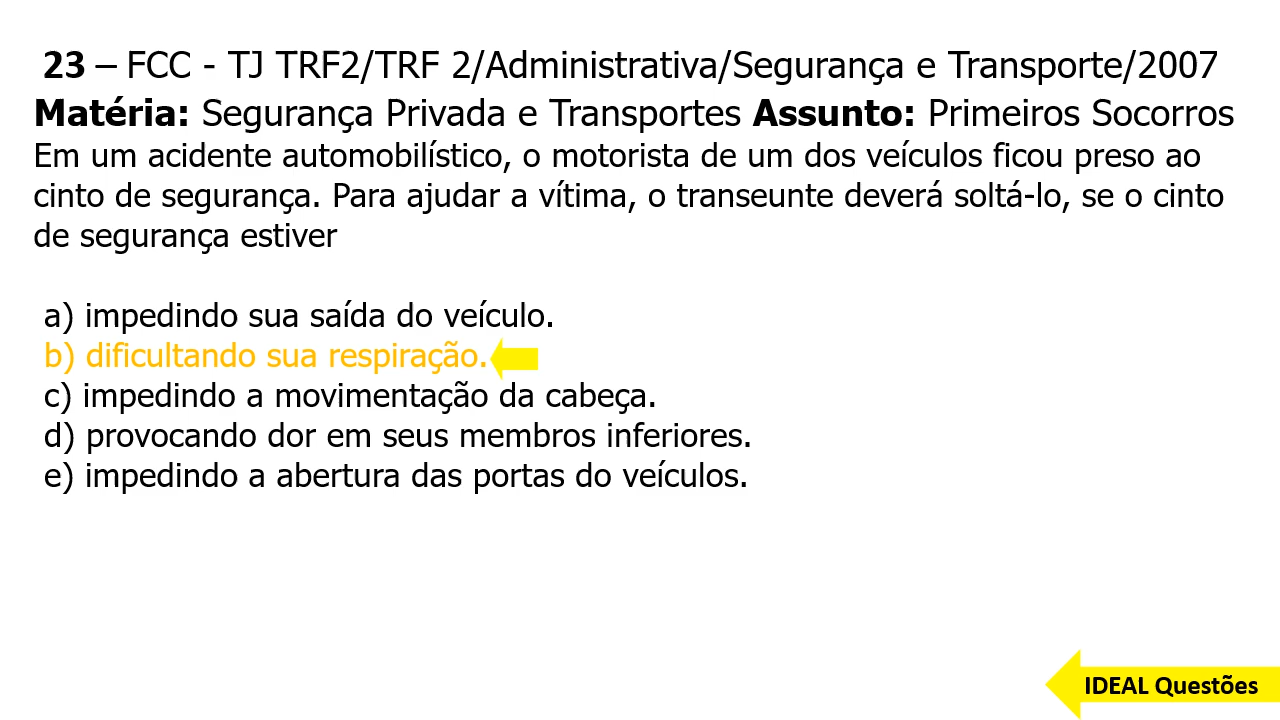 23 – FCC - TJ TRF2/TRF 2/Administrativa/Segurança e Transporte/2007
Matéria: Segurança Privada e Transportes Assunto: Primeiros Socorros
Em um acidente automobilístico, o motorista de um dos veículos ficou preso ao
cinto de segurança. Para ajudar a vítima, o transeunte deverá soltá-lo, se o cinto
de segurança estiver
a) impedindo sua saída do veículo.
b) dificultando sua respiração.
c) impedindo a movimentação da cabeça.
d) provocando dor em seus membros inferiores.
e) impedindo a abertura das portas do veículos.
IDEAL Questões